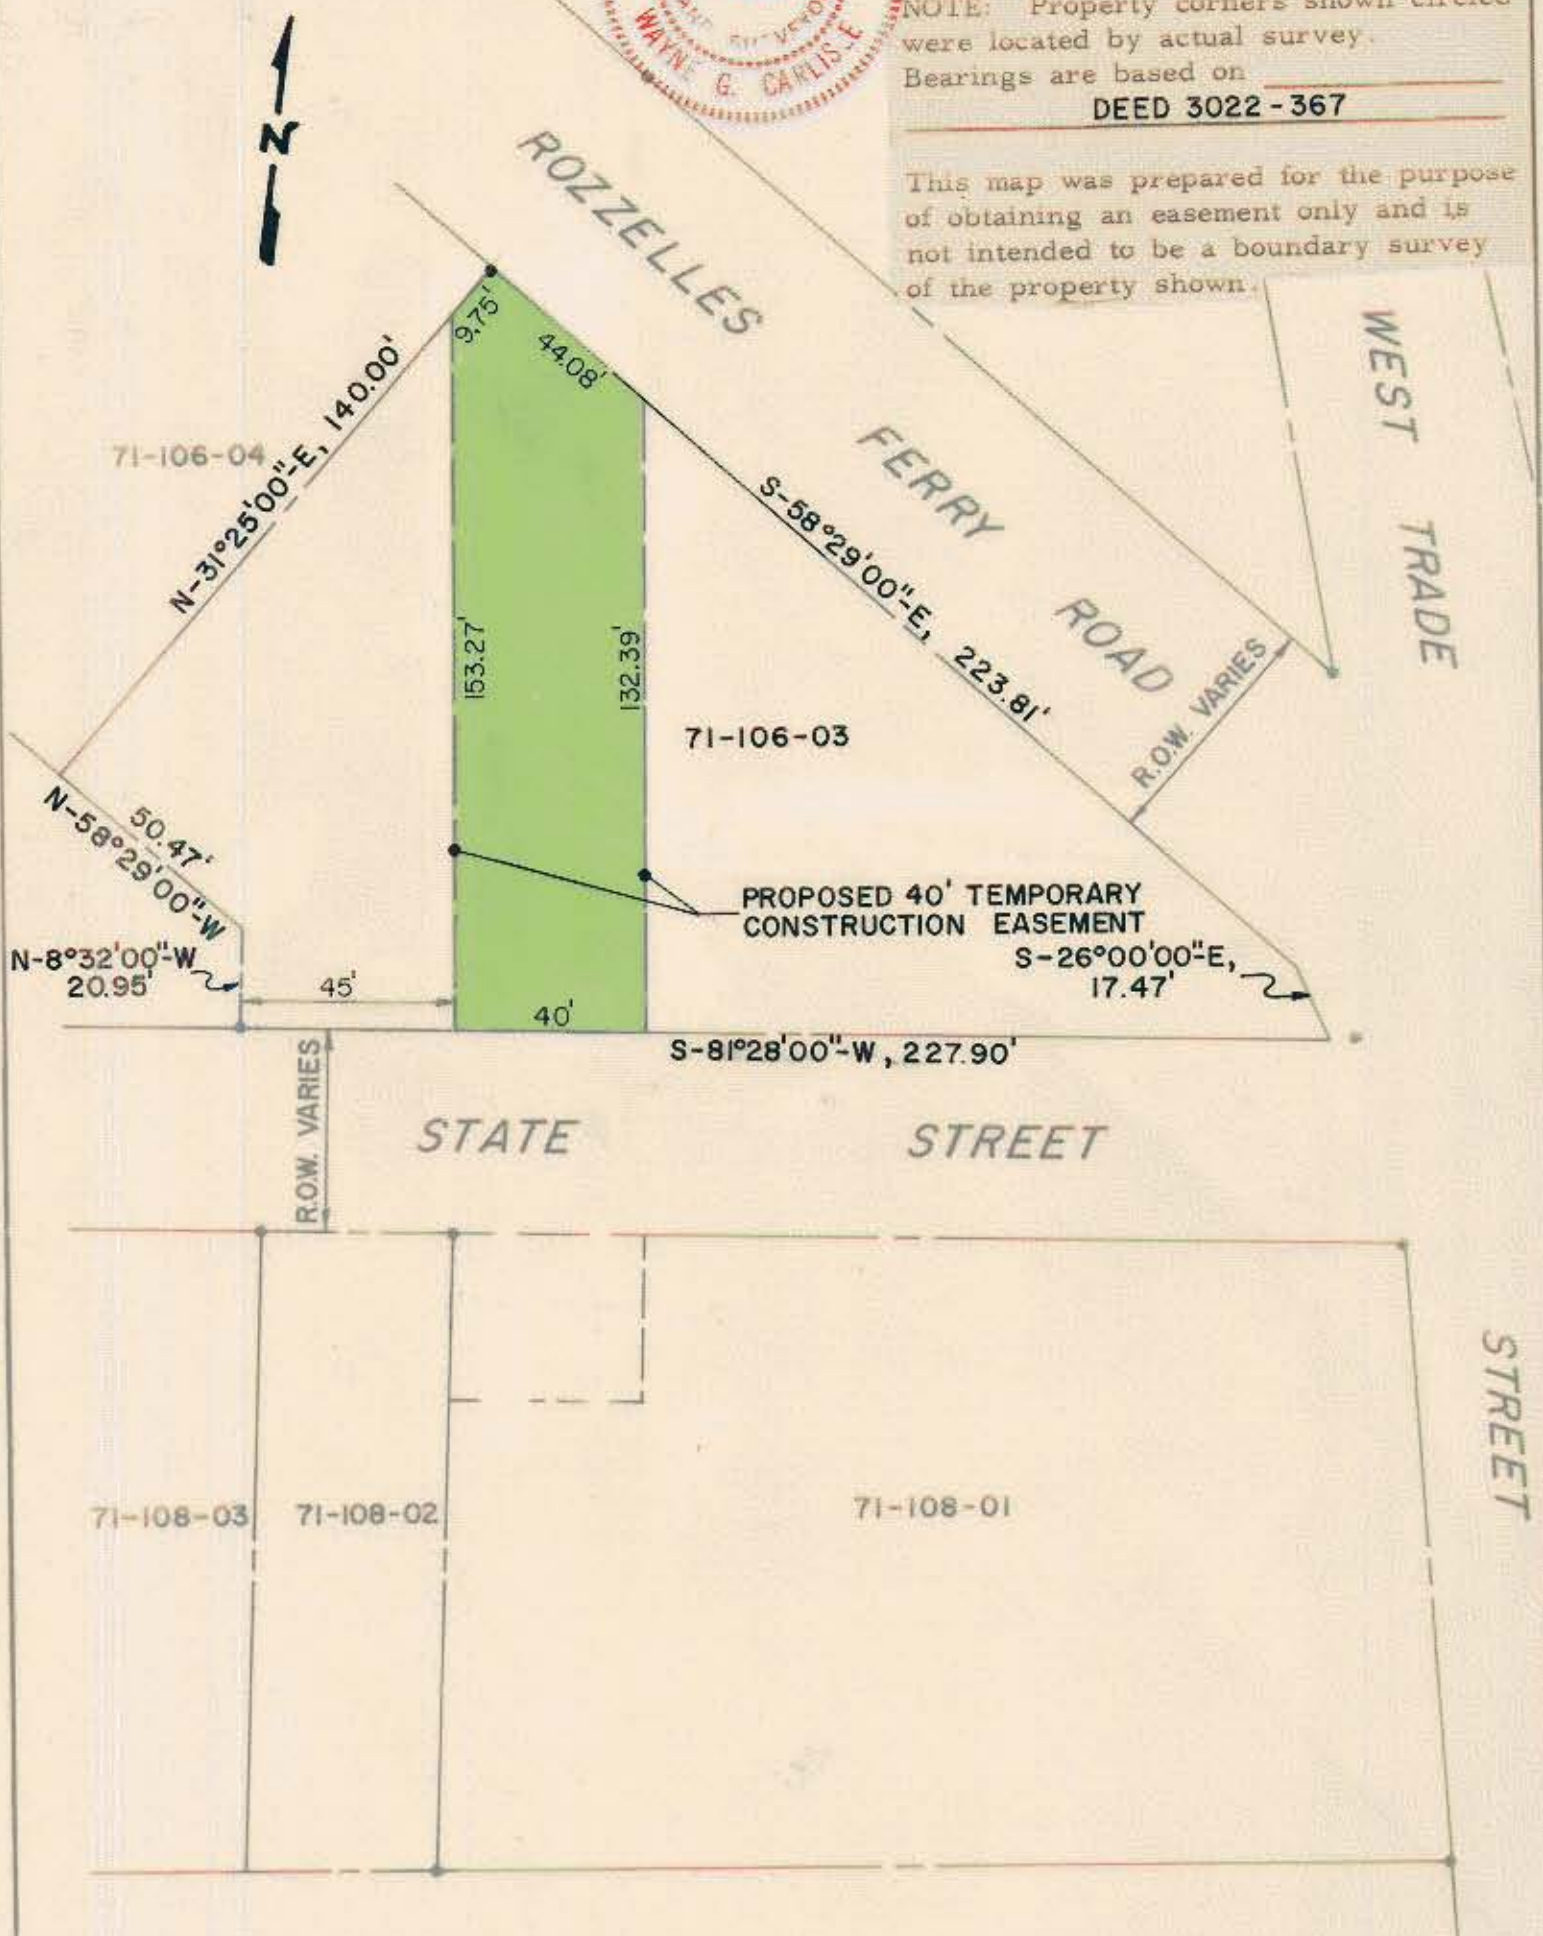 NOTE: Property corners shown circled
were located by actual survey.
Bearings are based on
DEED 3022-367
This map was prepared for the purpose
of obtaining an easement only and is
not intended to be a boundary survey
of the property shown.
WAYNE G. CARLISLE
N
ROZZELLES
FERRY
ROAD
WEST
TRADE
STREET
9.75'
44.08'
N-31°25'00"-E, 140.00'
71-106-04
S-58°29'00"-E, 223.81'
R.O.W. VARIES
153.27'
132.39'
71-106-03
50.47'
N-58°29'00"-W
N-8°32'00"-W
20.95'
PROPOSED 40' TEMPORARY
CONSTRUCTION EASEMENT
S-26°00'00"-E,
17.47'
45'
40'
S-81°28'00"-W, 227.90'
R.O.W. VARIES
STATE STREET
71-108-03
71-108-02
71-108-01